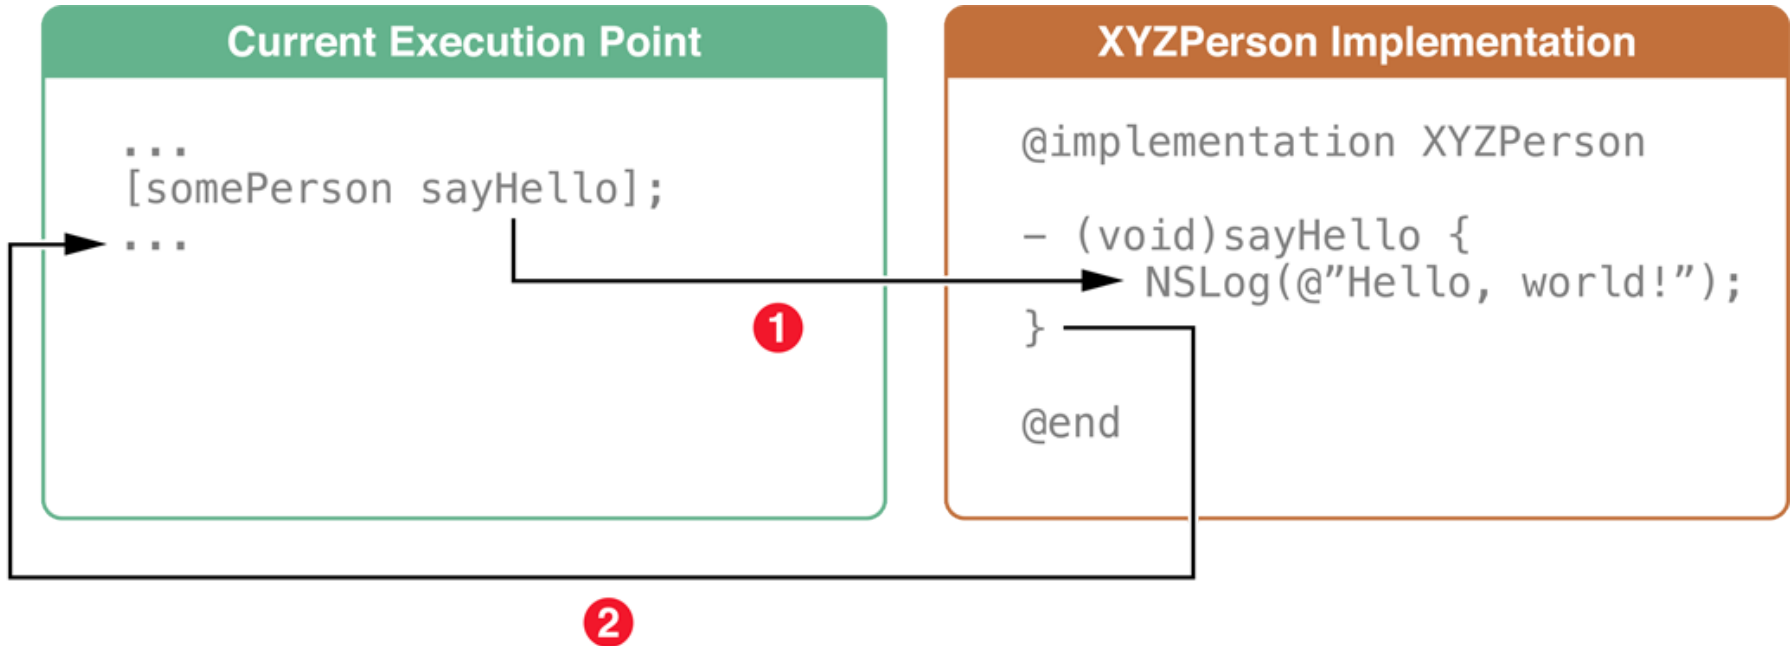 Current Execution Point
...
[somePerson sayHello];
...
XYZPerson Implementation
@implementation XYZPerson
– (void)sayHello {
NSLog(@”Hello, world!”);
}
@end
1
2